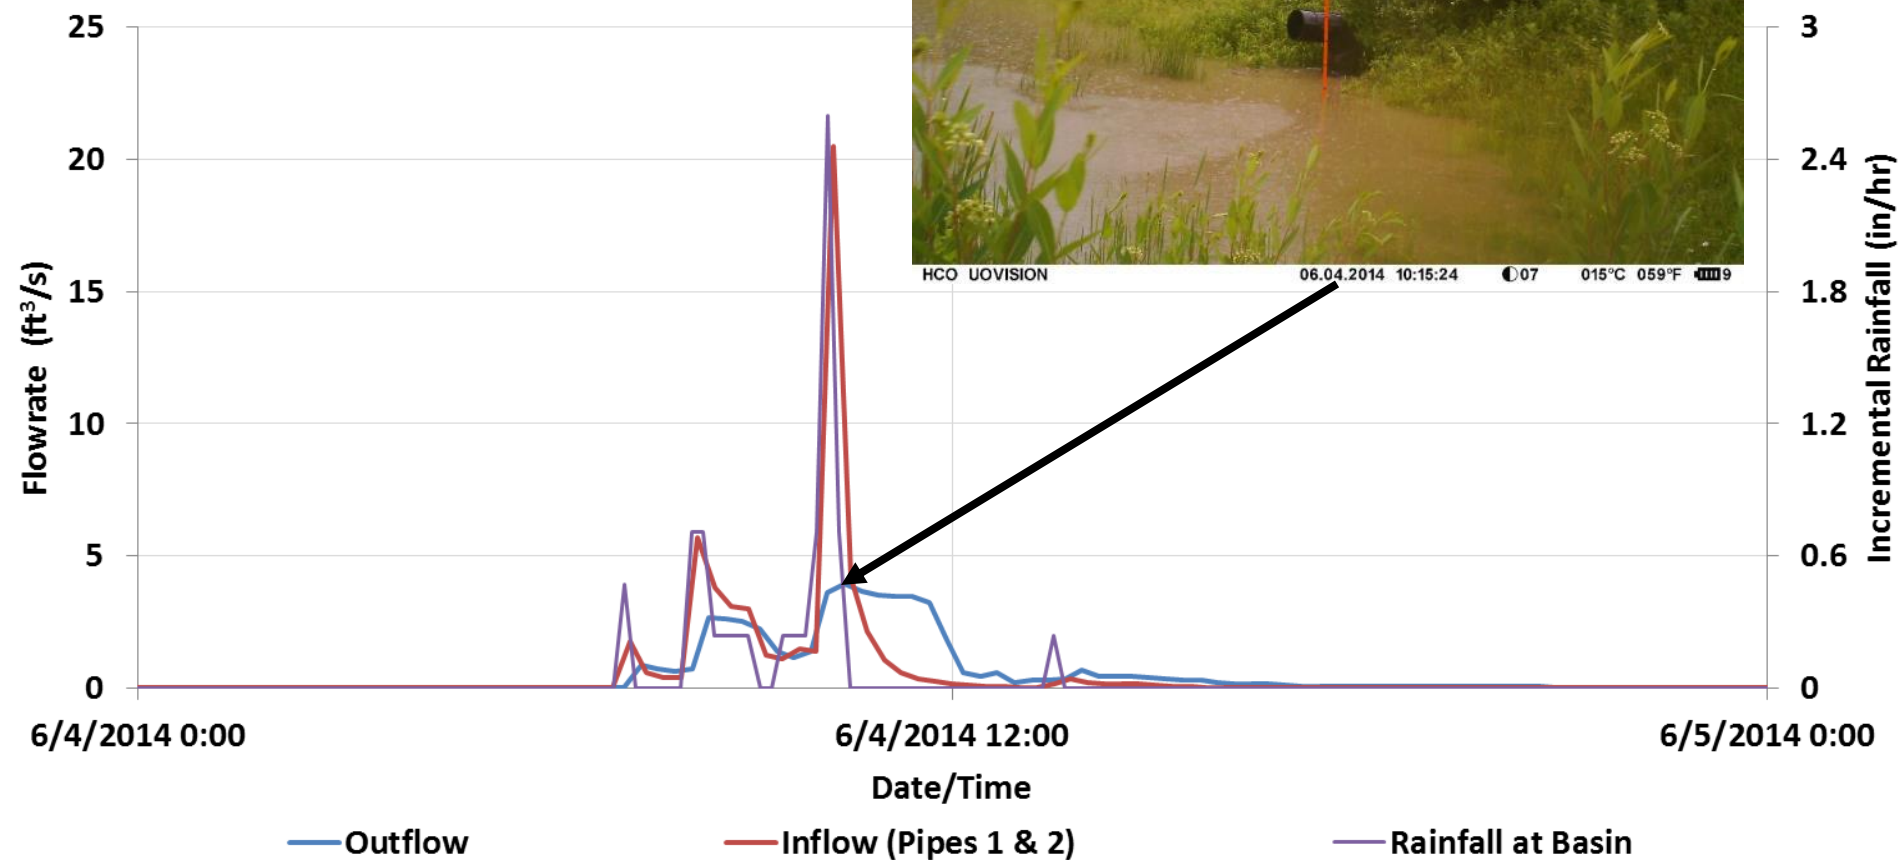 25
20
15
10
5
0
Flowrate (ft³/s)
3
2.4
1.8
1.2
0.6
0
Incremental Rainfall (in/hr)
HCO UOVISION 06.04.2014 10:15:24 07 015°C 059°F 9
6/4/2014 0:00 6/4/2014 12:00 6/5/2014 0:00
Date/Time
Outflow Inflow (Pipes 1 & 2) Rainfall at Basin